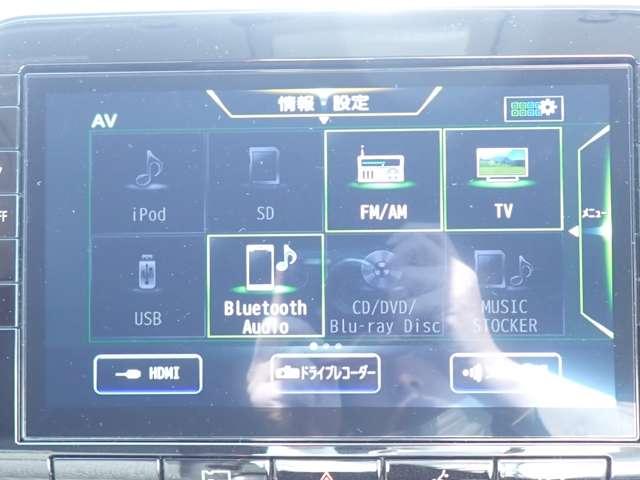 情報・設定
AV
iPod
SD
FM/AM
TV
メニュー
FF
USB
Bluetooth
Audio
CD/DVD/
Blu-ray Disc
MUSIC
STOCKER
HDMI
ドライブレコーダー